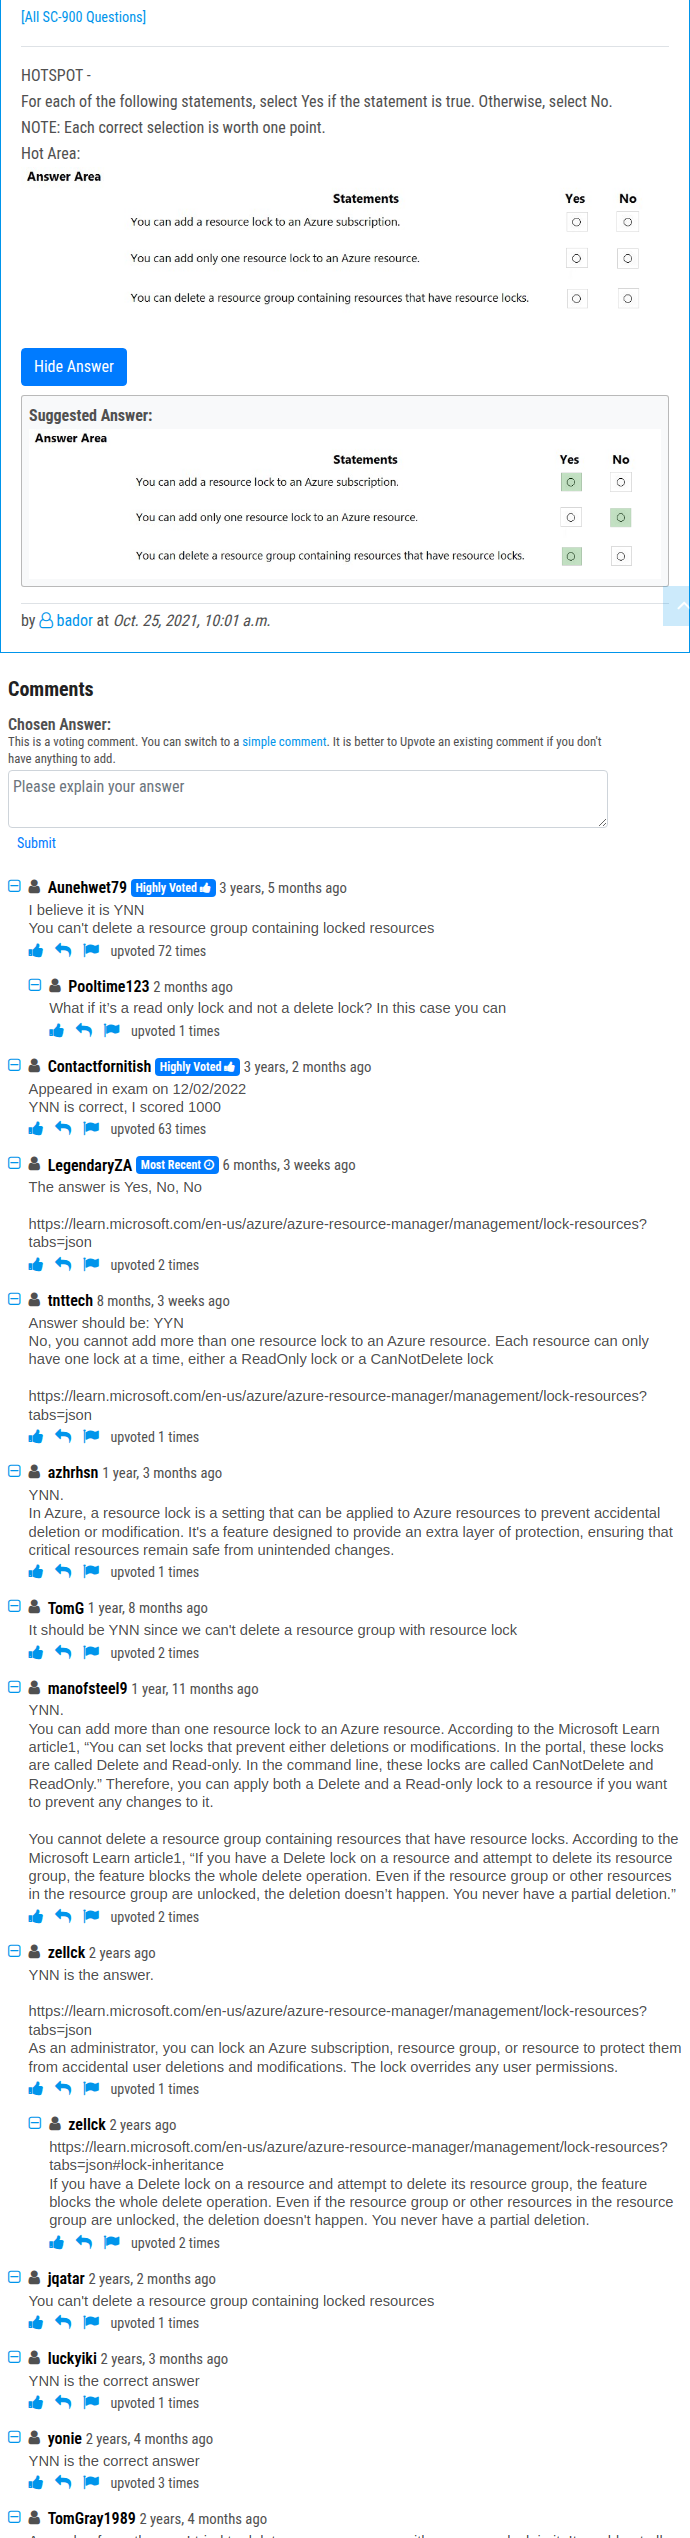 [All SC-900 Questions]
HOTSPOT -
For each of the following statements, select Yes if the statement is true. Otherwise, select No.
NOTE: Each correct selection is worth one point.
Hot Area:
Answer Area
Statements Yes No
You can add a resource lock to an Azure subscription.
You can add only one resource lock to an Azure resource.
You can delete a resource group containing resources that have resource locks.
Hide Answer
Suggested Answer:
Answer Area
Statements Yes No
You can add a resource lock to an Azure subscription.
You can add only one resource lock to an Azure resource.
You can delete a resource group containing resources that have resource locks.
by bador at Oct. 25, 2021, 10:01 a.m.
Comments
Chosen Answer:
This is a voting comment. You can switch to a simple comment. It is better to Upvote an existing comment if you don't
have anything to add.
Please explain your answer
Submit
Aunehwet79 Highly Voted 3 years, 5 months ago
I believe it is YNN
You can't delete a resource group containing locked resources
upvoted 72 times
Pooltime123 2 months ago
What if it's a read only lock and not a delete lock? In this case you can
upvoted 1 times
Contactfornitish Highly Voted 3 years, 2 months ago
Appeared in exam on 12/02/2022
YNN is correct, I scored 1000
upvoted 63 times
LegendaryZA Most Recent 6 months, 3 weeks ago
The answer is Yes, No, No
https://learn.microsoft.com/en-us/azure/azure-resource-manager/management/lock-resources?
tabs=json
upvoted 2 times
tnttech 8 months, 3 weeks ago
Answer should be: YYN
No, you cannot add more than one resource lock to an Azure resource. Each resource can only
have one lock at a time, either a ReadOnly lock or a CanNotDelete lock
https://learn.microsoft.com/en-us/azure/azure-resource-manager/management/lock-resources?
tabs=json
upvoted 1 times
azhrhsn 1 year, 3 months ago
YNN.
In Azure, a resource lock is a setting that can be applied to Azure resources to prevent accidental
deletion or modification. It's a feature designed to provide an extra layer of protection, ensuring that
critical resources remain safe from unintended changes.
upvoted 1 times
TomG 1 year, 8 months ago
It should be YNN since we can't delete a resource group with resource lock
upvoted 2 times
manofsteel9 1 year, 11 months ago
YNN.
You can add more than one resource lock to an Azure resource. According to the Microsoft Learn
article1, “You can set locks that prevent either deletions or modifications. In the portal, these locks
are called Delete and Read-only. In the command line, these locks are called CanNotDelete and
ReadOnly.” Therefore, you can apply both a Delete and a Read-only lock to a resource if you want
to prevent any changes to it.
You cannot delete a resource group containing resources that have resource locks. According to the
Microsoft Learn article1, “If you have a Delete lock on a resource and attempt to delete its resource
group, the feature blocks the whole delete operation. Even if the resource group or other resources
in the resource group are unlocked, the deletion doesn’t happen. You never have a partial deletion.”
upvoted 2 times
zellck 2 years ago
YNN is the answer.
https://learn.microsoft.com/en-us/azure/azure-resource-manager/management/lock-resources?
tabs=json
As an administrator, you can lock an Azure subscription, resource group, or resource to protect them
from accidental user deletions and modifications. The lock overrides any user permissions.
upvoted 1 times
zellck 2 years ago
https://learn.microsoft.com/en-us/azure/azure-resource-manager/management/lock-resources?
tabs=json#lock-inheritance
If you have a Delete lock on a resource and attempt to delete its resource group, the feature
blocks the whole delete operation. Even if the resource group or other resources in the resource
group are unlocked, the deletion doesn't happen. You never have a partial deletion.
upvoted 2 times
jqatar 2 years, 2 months ago
You can't delete a resource group containing locked resources
upvoted 1 times
luckyiki 2 years, 3 months ago
YNN is the correct answer
upvoted 1 times
yonie 2 years, 4 months ago
YNN is the correct answer
upvoted 3 times
TomGray1989 2 years, 4 months ago